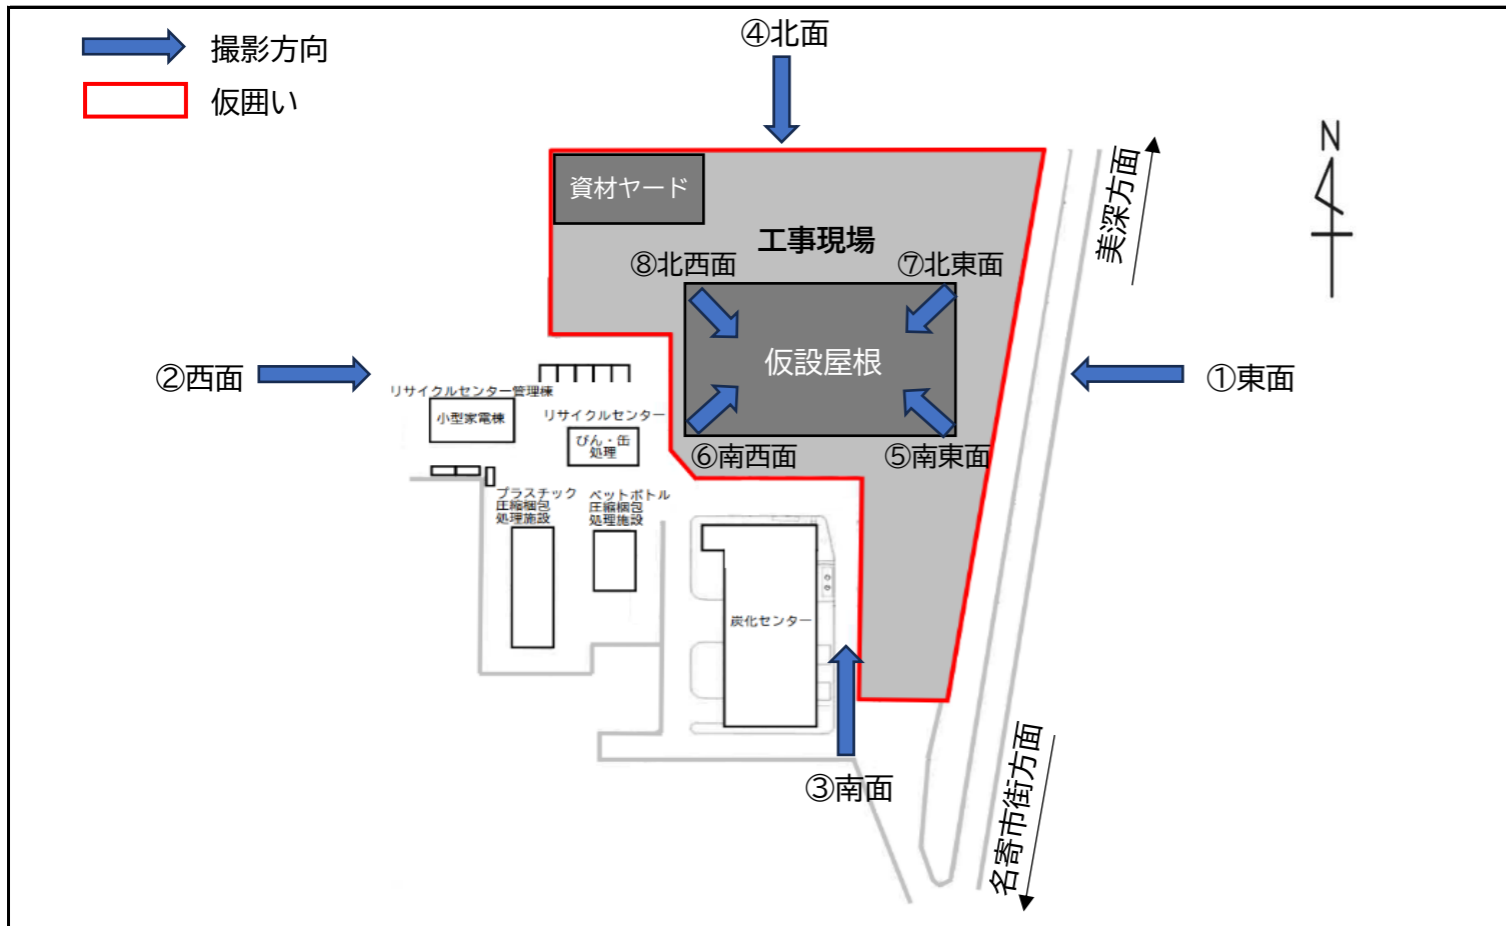 撮影方向
仮囲い
④北面
N
美深方面
資材ヤード
工事現場
⑧北西面
⑦北東面
仮設屋根
②西面
①東面
リサイクルセンター管理棟
小型家電棟
リサイクルセンター
びん・缶
処理
⑥南西面
⑤南東面
プラスチック
圧縮梱包
処理施設
ペットボトル
圧縮梱包
処理施設
炭化センター
③南面
名寄市街方面